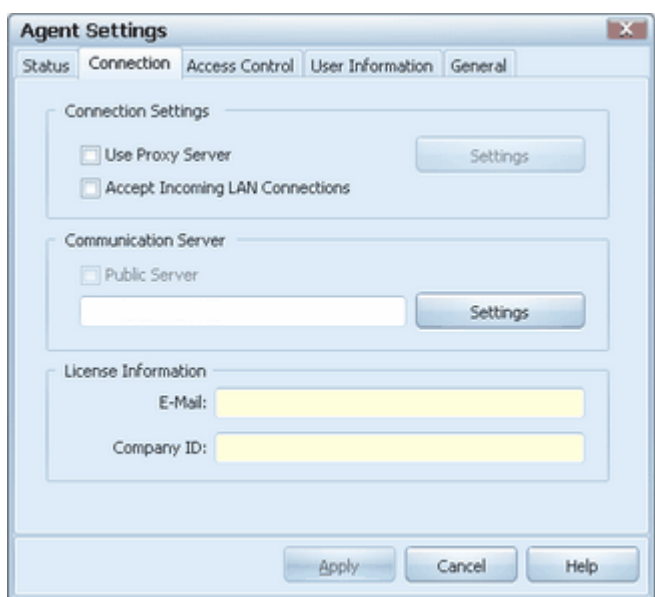 Agent Settings
Status Connection Access Control User Information General
Connection Settings
Use Proxy Server Settings
Accept Incoming LAN Connections
Communication Server
Public Server
Settings
License Information
E-Mail:
Company ID:
Apply Cancel Help